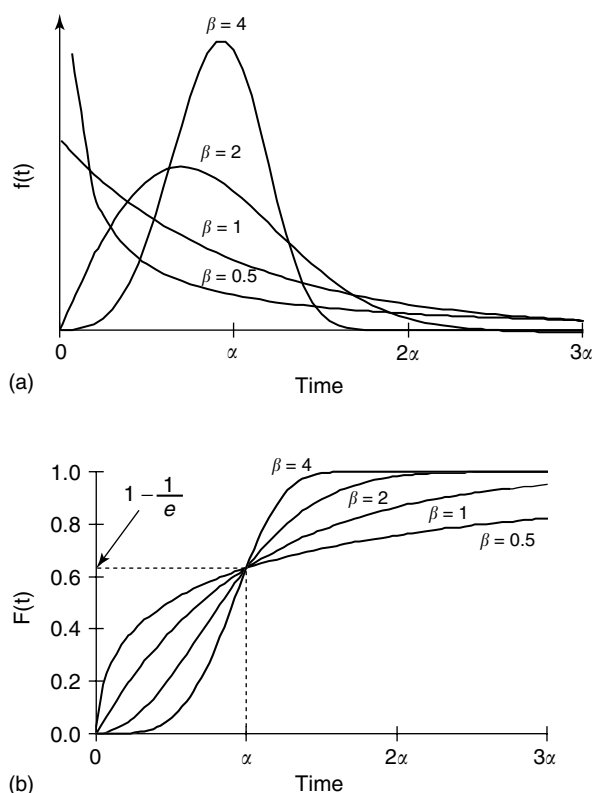 β = 4
β = 2
β = 1
β = 0.5
f(t)
0 α 2α 3α
Time
(a)
1.0
0.8
0.6
0.4
0.2
0.0
F(t)
1 – 1/e
β = 4
β = 2
β = 1
β = 0.5
0 α 2α 3α
Time
(b)